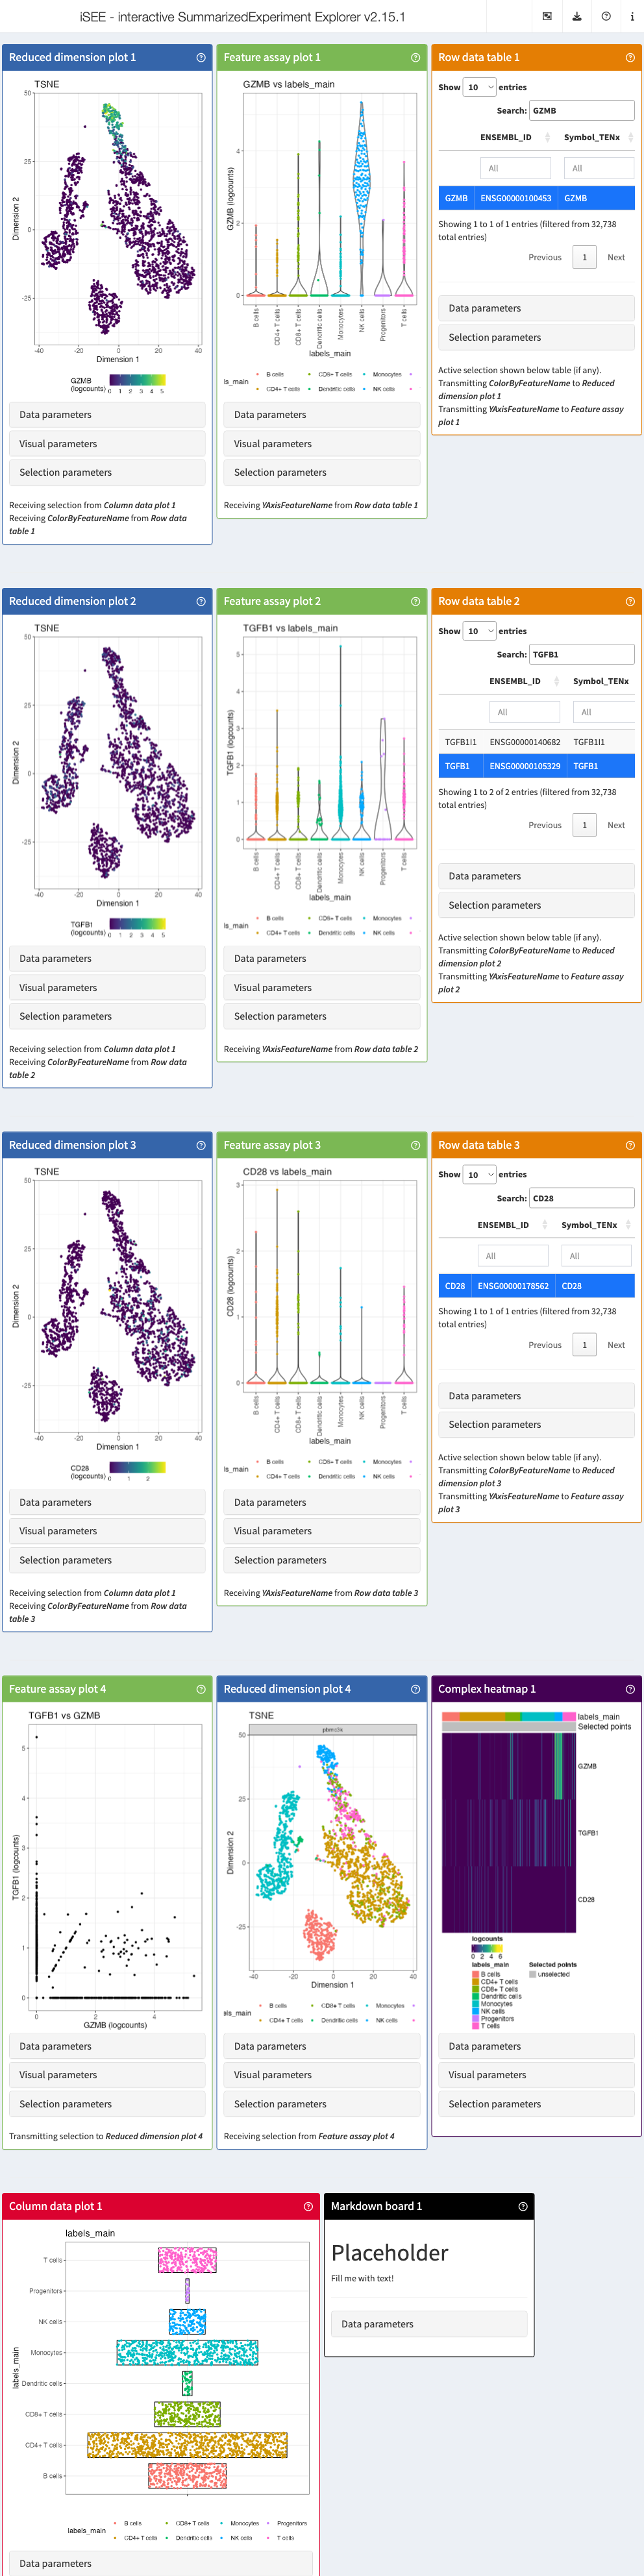 iSEE - interactive SummarizedExperiment Explorer v2.15.1
Reduced dimension plot 1
TSNE
50
25
0
-25
Dimension 2
-40 -20 0 20 40
Dimension 1
GZMB
(logcounts)
0 1 2 3 4 5
Data parameters
Visual parameters
Selection parameters
Receiving selection from Column data plot 1
Receiving ColorByFeatureName from Row data
table 1
Feature assay plot 1
GZMB vs labels_main
4
2
0
GZMB (logcounts)
B cells
CD4+ T cells
CD8+ T cells
Dendritic cells
Monocytes
NK cells
Progenitors
T cells
labels_main
ls_main
B cells CD8+ T cells Monocytes
CD4+ T cells Dendritic cells NK cells
Data parameters
Visual parameters
Selection parameters
Receiving YAxisFeatureName from Row data table 1
Row data table 1
Show 10 entries
Search: GZMB
ENSEMBL_ID Symbol_TENx
All All
GZMB ENSG00000100453 GZMB
Showing 1 to 1 of 1 entries (filtered from 32,738
total entries)
Previous 1 Next
Data parameters
Selection parameters
Active selection shown below table (if any).
Transmitting ColorByFeatureName to Reduced
dimension plot 1
Transmitting YAxisFeatureName to Feature assay
plot 1
Reduced dimension plot 2
TSNE
50
25
0
-25
Dimension 2
-40 -20 0 20 40
Dimension 1
TGFB1
(logcounts)
0 1 2 3 4 5
Data parameters
Visual parameters
Selection parameters
Receiving selection from Column data plot 1
Receiving ColorByFeatureName from Row data
table 2
Feature assay plot 2
TGFB1 vs labels_main
5
4
3
2
1
0
TGFB1 (logcounts)
B cells
CD4+ T cells
CD8+ T cells
Dendritic cells
Monocytes
NK cells
Progenitors
T cells
labels_main
ls_main
B cells CD8+ T cells Monocytes
CD4+ T cells Dendritic cells NK cells
Data parameters
Visual parameters
Selection parameters
Receiving YAxisFeatureName from Row data table 2
Row data table 2
Show 10 entries
Search: TGFB1
ENSEMBL_ID Symbol_TENx
All All
TGFB1I1 ENSG00000140682 TGFB1I1
TGFB1 ENSG00000105329 TGFB1
Showing 1 to 2 of 2 entries (filtered from 32,738
total entries)
Previous 1 Next
Data parameters
Selection parameters
Active selection shown below table (if any).
Transmitting ColorByFeatureName to Reduced
dimension plot 2
Transmitting YAxisFeatureName to Feature assay
plot 2
Reduced dimension plot 3
TSNE
50
25
0
-25
Dimension 2
-40 -20 0 20 40
Dimension 1
CD28
(logcounts)
0 1 2
Data parameters
Visual parameters
Selection parameters
Receiving selection from Column data plot 1
Receiving ColorByFeatureName from Row data
table 3
Feature assay plot 3
CD28 vs labels_main
3
2
1
0
CD28 (logcounts)
B cells
CD4+ T cells
CD8+ T cells
Dendritic cells
Monocytes
NK cells
Progenitors
T cells
labels_main
ls_main
B cells CD8+ T cells Monocytes
CD4+ T cells Dendritic cells NK cells
Data parameters
Visual parameters
Selection parameters
Receiving YAxisFeatureName from Row data table 3
Row data table 3
Show 10 entries
Search: CD28
ENSEMBL_ID Symbol_TENx
All All
CD28 ENSG00000178562 CD28
Showing 1 to 1 of 1 entries (filtered from 32,738
total entries)
Previous 1 Next
Data parameters
Selection parameters
Active selection shown below table (if any).
Transmitting ColorByFeatureName to Reduced
dimension plot 3
Transmitting YAxisFeatureName to Feature assay
plot 3
Feature assay plot 4
TGFB1 vs GZMB
5
4
3
2
1
0
TGFB1 (logcounts)
0 2 4
GZMB (logcounts)
Data parameters
Visual parameters
Selection parameters
Transmitting selection to Reduced dimension plot 4
Reduced dimension plot 4
TSNE
pbmc3k
50
25
0
-25
Dimension 2
-40 -20 0 20 40
Dimension 1
els_main
B cells CD8+ T cells Monocytes
CD4+ T cells Dendritic cells NK cells
Data parameters
Visual parameters
Selection parameters
Receiving selection from Feature assay plot 4
Complex heatmap 1
labels_main
Selected points
GZMB
TGFB1
CD28
logcounts
0 2 4 6
labels_main Selected points
B cells unselected
CD4+ T cells
CD8+ T cells
Dendritic cells
Monocytes
NK cells
Progenitors
T cells
Data parameters
Visual parameters
Selection parameters
Column data plot 1
labels_main
T cells
Progenitors
NK cells
Monocytes
Dendritic cells
CD8+ T cells
CD4+ T cells
B cells
labels_main
labels_main
B cells CD8+ T cells Monocytes Progenitors
CD4+ T cells Dendritic cells NK cells T cells
Data parameters
Markdown board 1
Placeholder
Fill me with text!
Data parameters